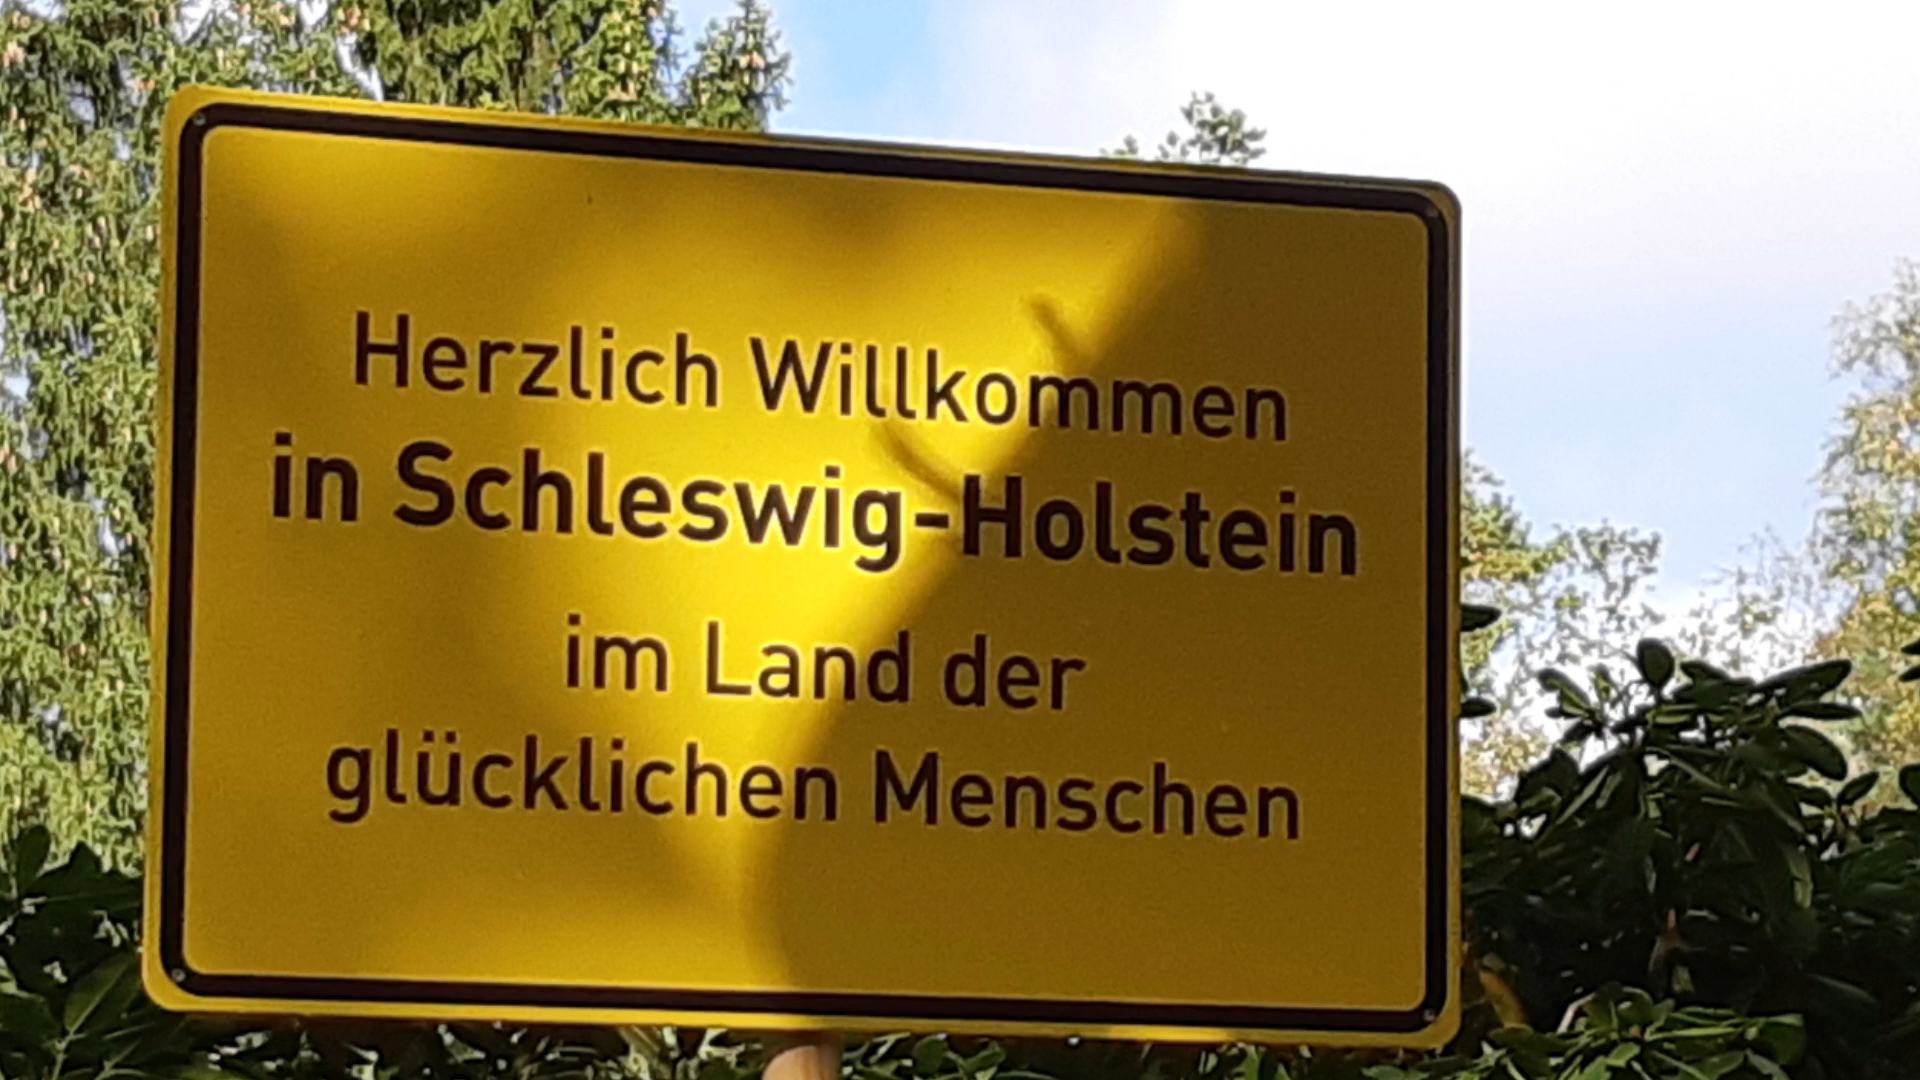 Herzlich Willkommen
in Schleswig-Holstein
im Land der
glücklichen Menschen